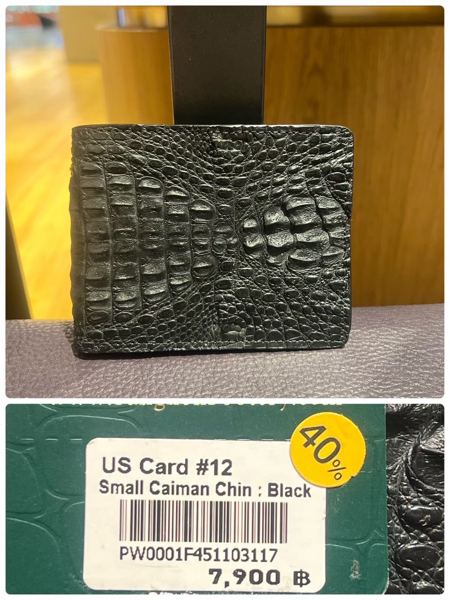 40%
US Card #12
Small Caiman Chin : Black
PW0001F451103117
7,900 ฿